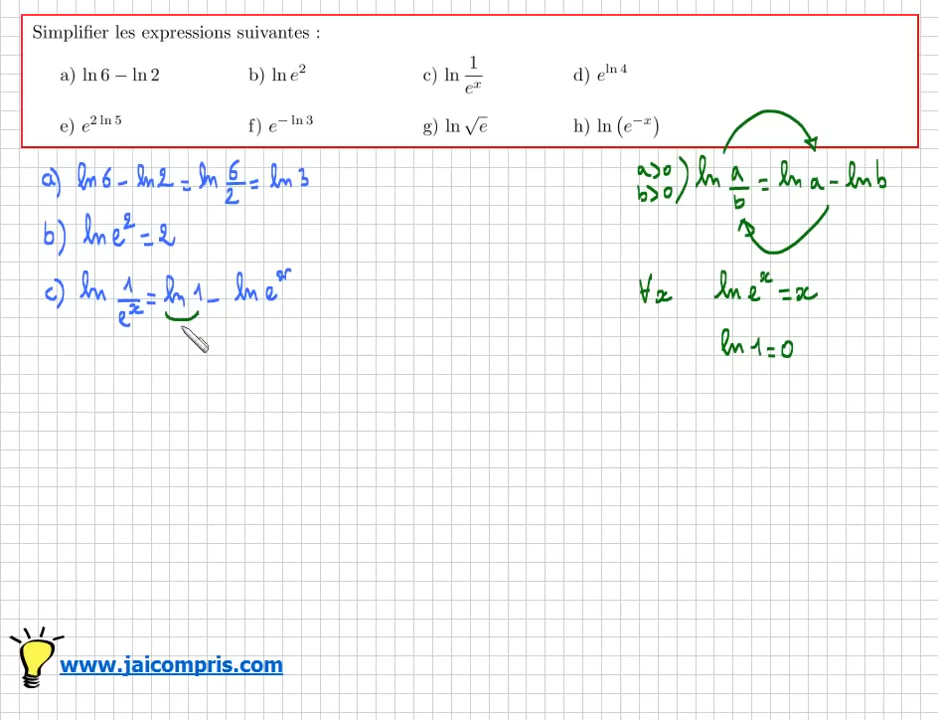 Simplifier les expressions suivantes :
a) ln 6 − ln 2 b) ln e² c) ln 1/eˣ d) e^{ln 4}
e) e^{2 ln 5} f) e^{− ln 3} g) ln √e h) ln (e^{−x})
a) ln 6 - ln 2 = ln 6/2 = ln 3
a>0
b>0 ) ln a/b = ln a - ln b
b) ln e² = 2
c) ln 1/eˣ = ln 1 - ln eˣ
∀x ln eˣ = x
ln 1 = 0
www.jaicompris.com